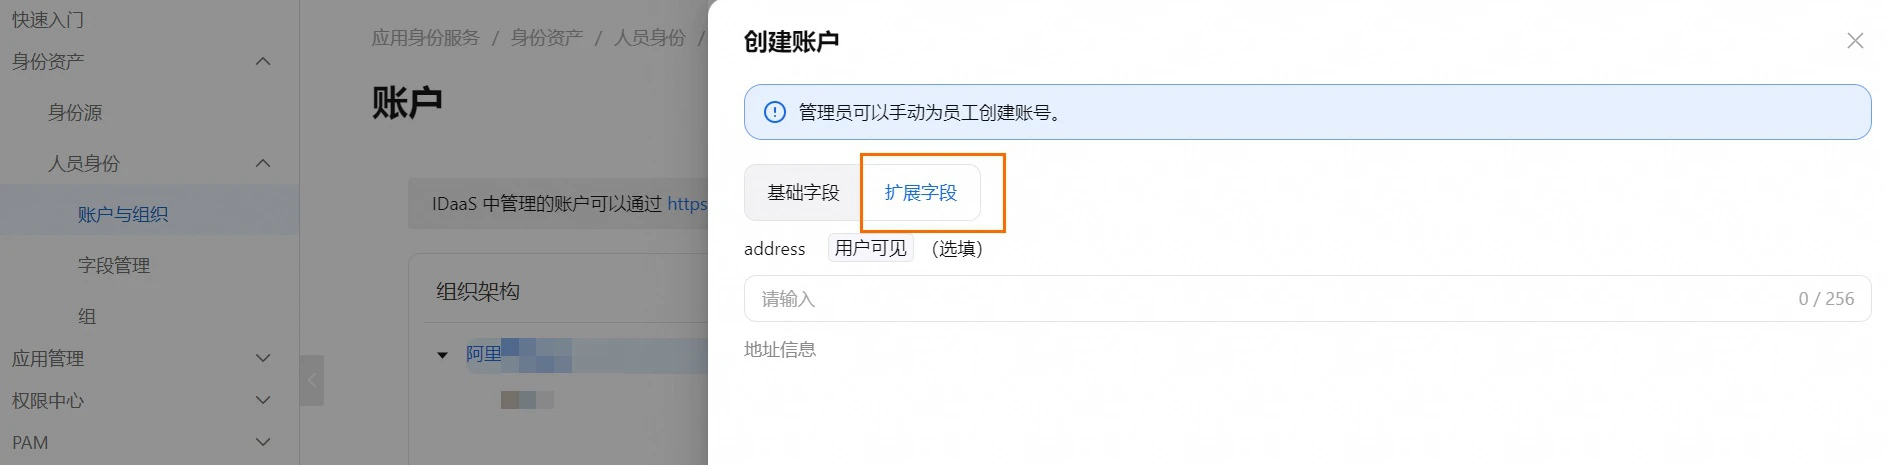 快速入门
身份资产
身份源
人员身份
账户与组织
字段管理
组
应用管理
权限中心
PAM
应用身份服务 / 身份资产 / 人员身份 /
账户
IDaaS 中管理的账户可以通过 https
组织架构
阿里
创建账户
管理员可以手动为员工创建账号。
基础字段 扩展字段
address 用户可见 (选填)
请输入 0 / 256
地址信息